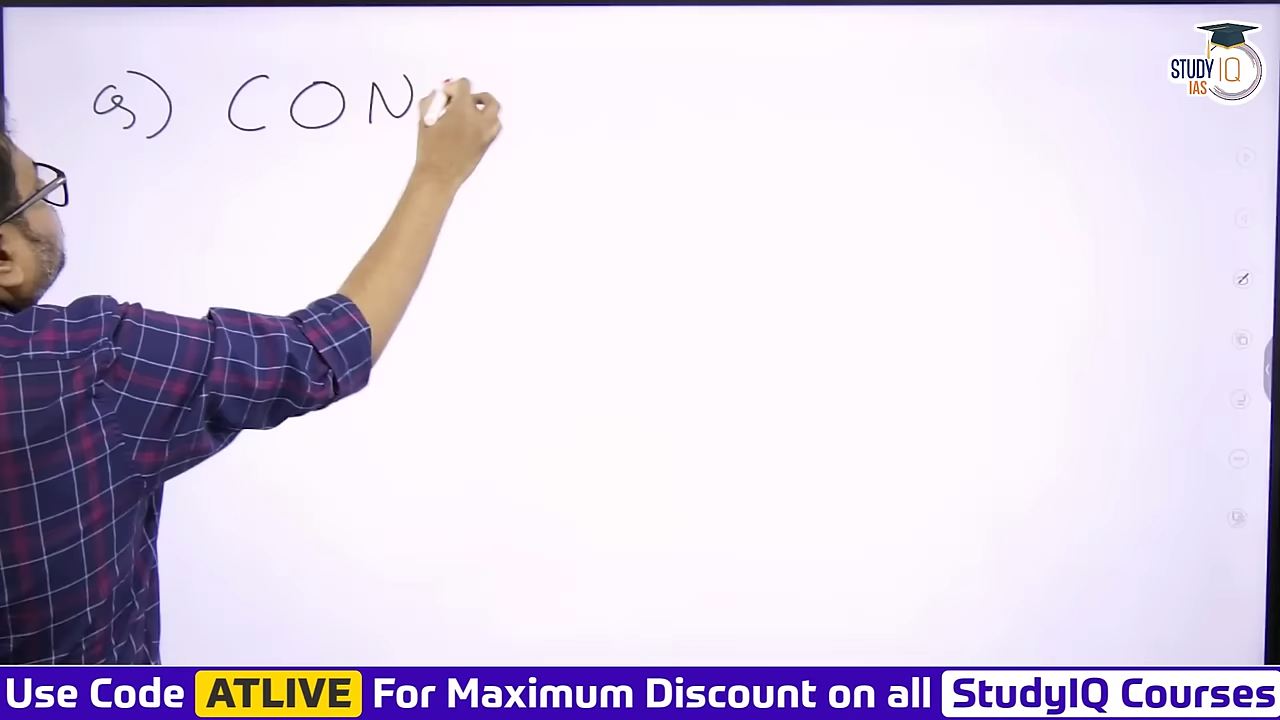 Q) CON
STUDY IQ
IAS
Use Code ATLIVE For Maximum Discount on all StudyIQ Courses